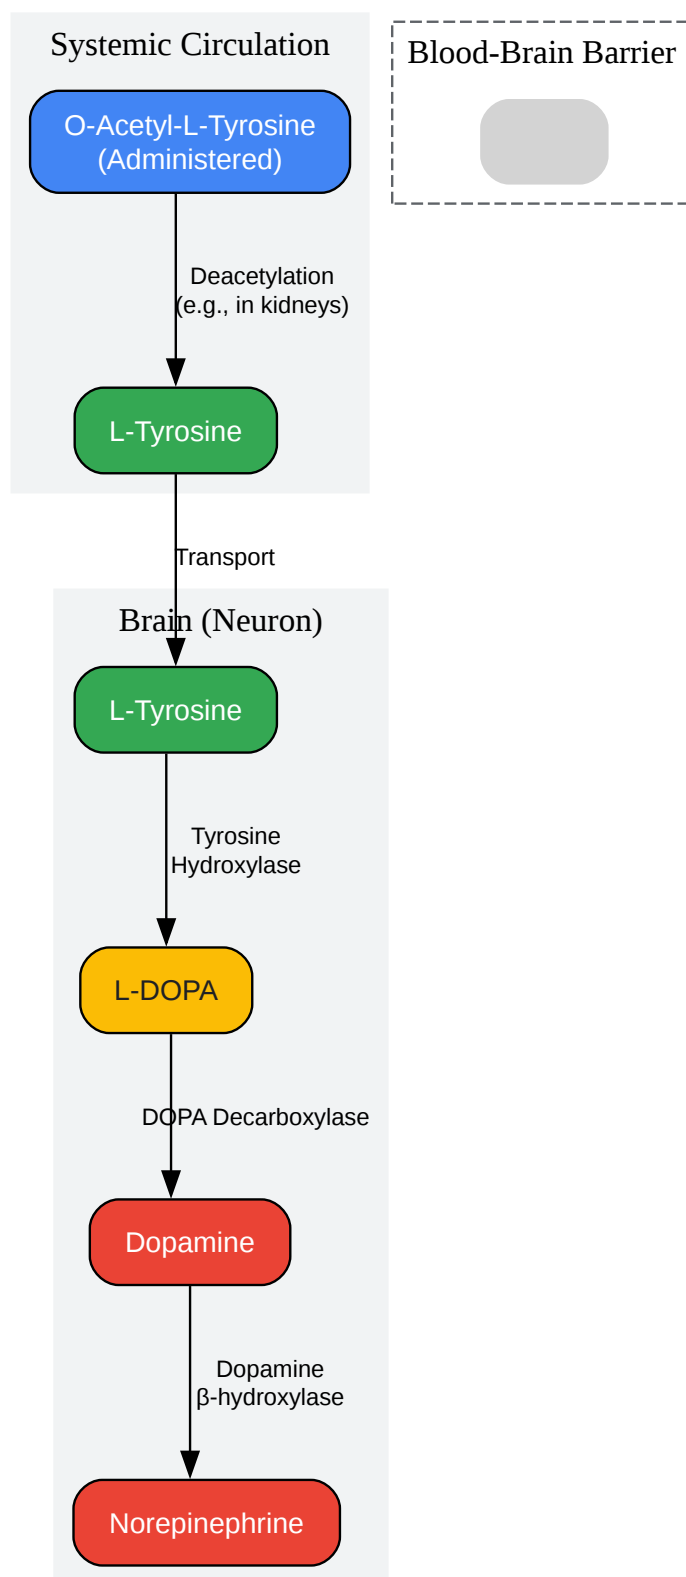 Systemic Circulation
Blood-Brain Barrier
O-Acetyl-L-Tyrosine
(Administered)
Deacetylation
(e.g., in kidneys)
L-Tyrosine
Transport
Brain (Neuron)
L-Tyrosine
Tyrosine
Hydroxylase
L-DOPA
DOPA Decarboxylase
Dopamine
Dopamine
β-hydroxylase
Norepinephrine